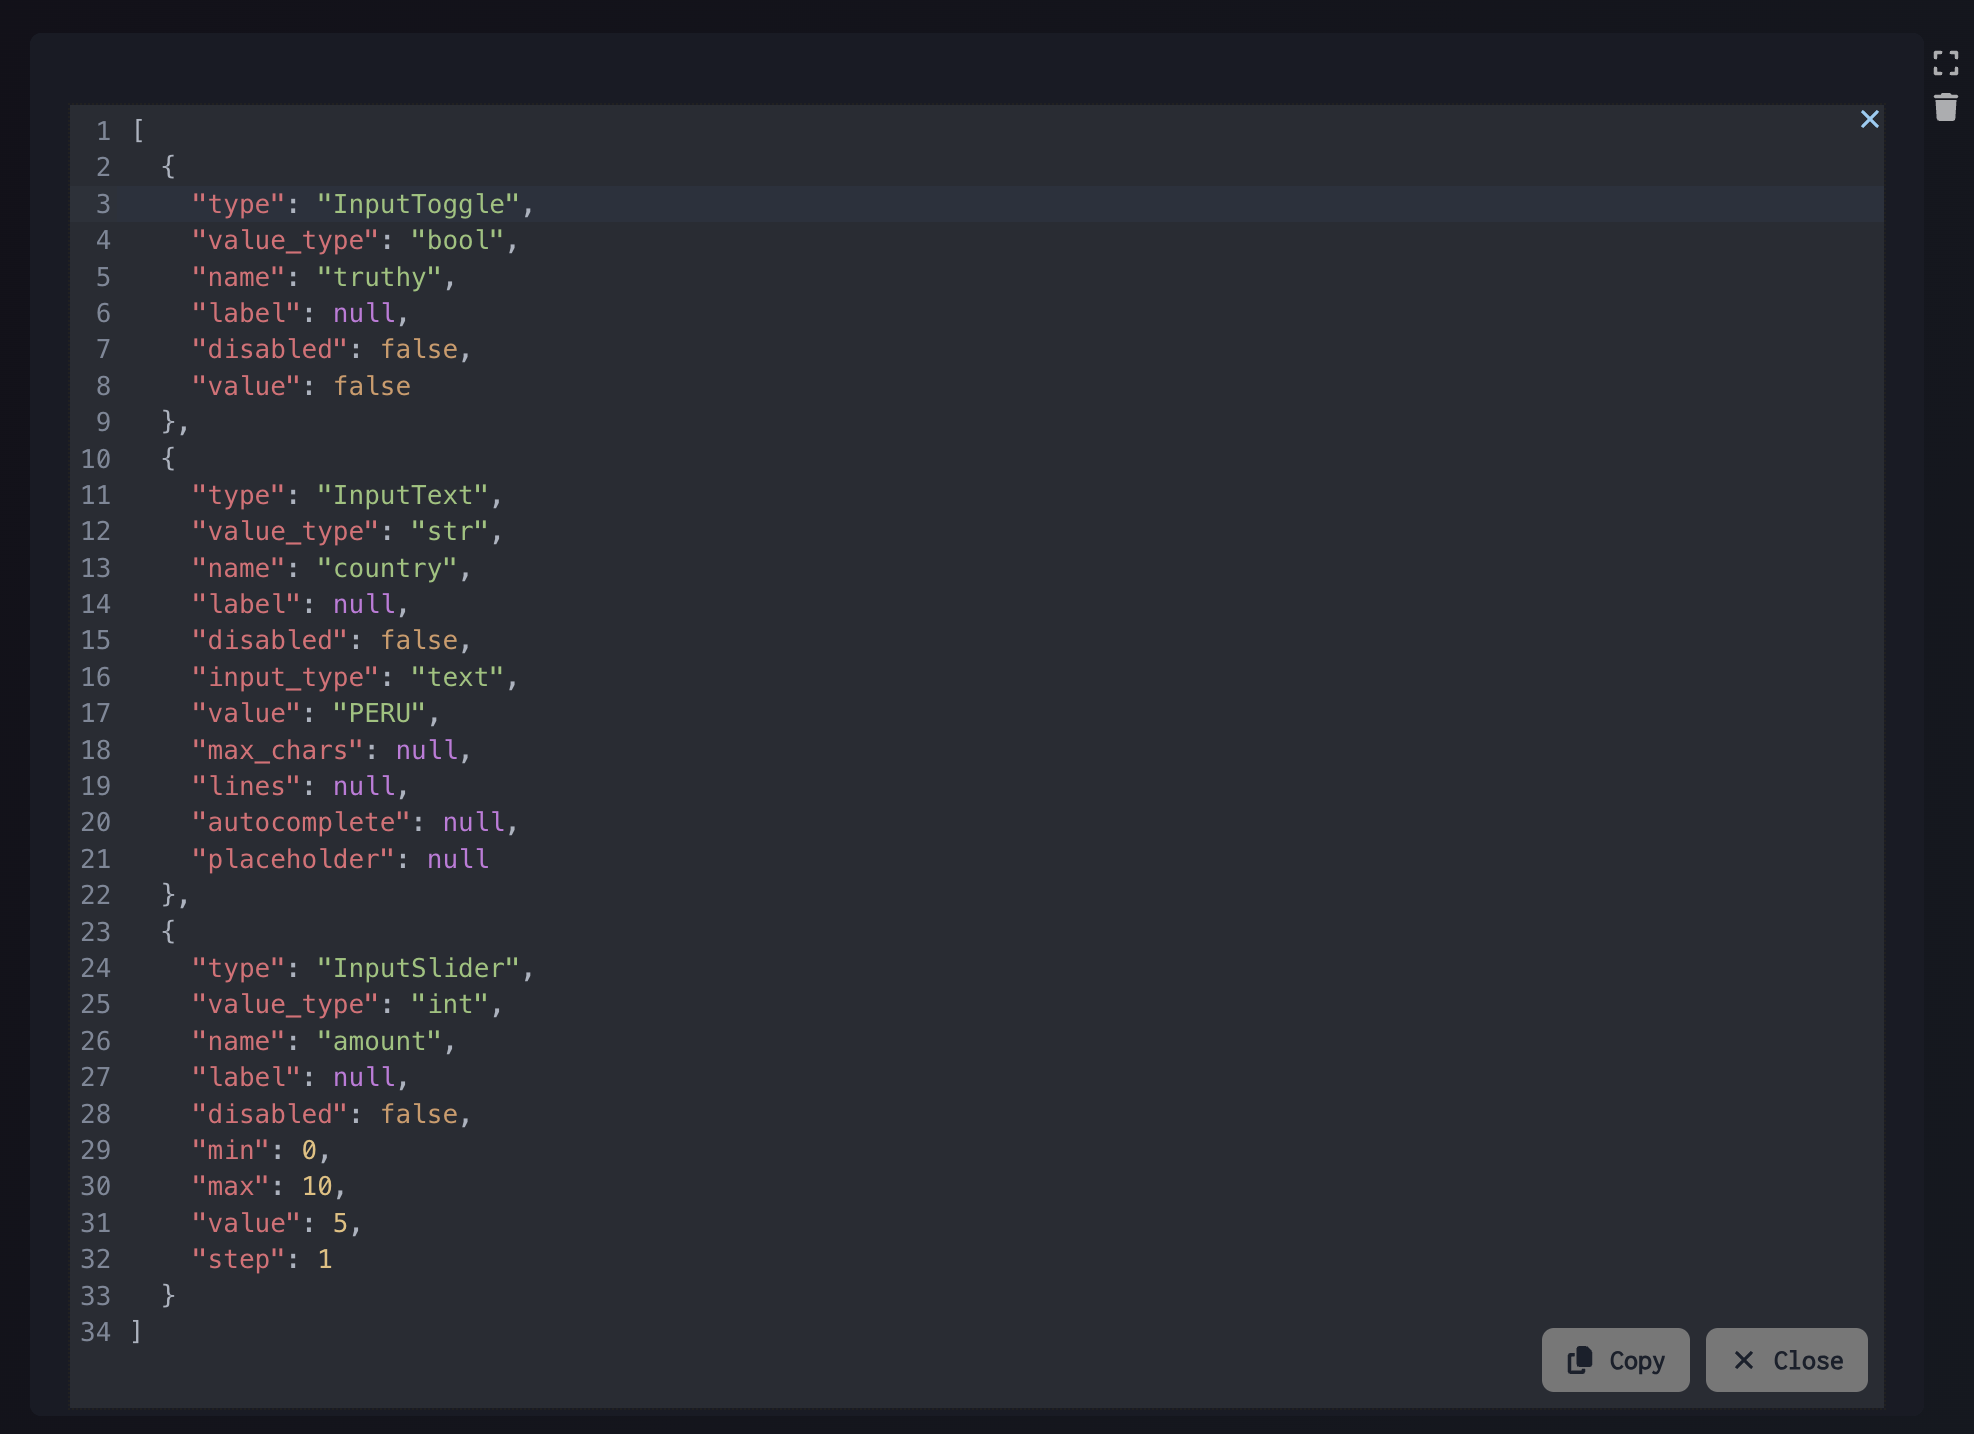 1 [
2   {
3     "type": "InputToggle",
4     "value_type": "bool",
5     "name": "truthy",
6     "label": null,
7     "disabled": false,
8     "value": false
9   },
10   {
11     "type": "InputText",
12     "value_type": "str",
13     "name": "country",
14     "label": null,
15     "disabled": false,
16     "input_type": "text",
17     "value": "PERU",
18     "max_chars": null,
19     "lines": null,
20     "autocomplete": null,
21     "placeholder": null
22   },
23   {
24     "type": "InputSlider",
25     "value_type": "int",
26     "name": "amount",
27     "label": null,
28     "disabled": false,
29     "min": 0,
30     "max": 10,
31     "value": 5,
32     "step": 1
33   }
34 ]
Copy
Close